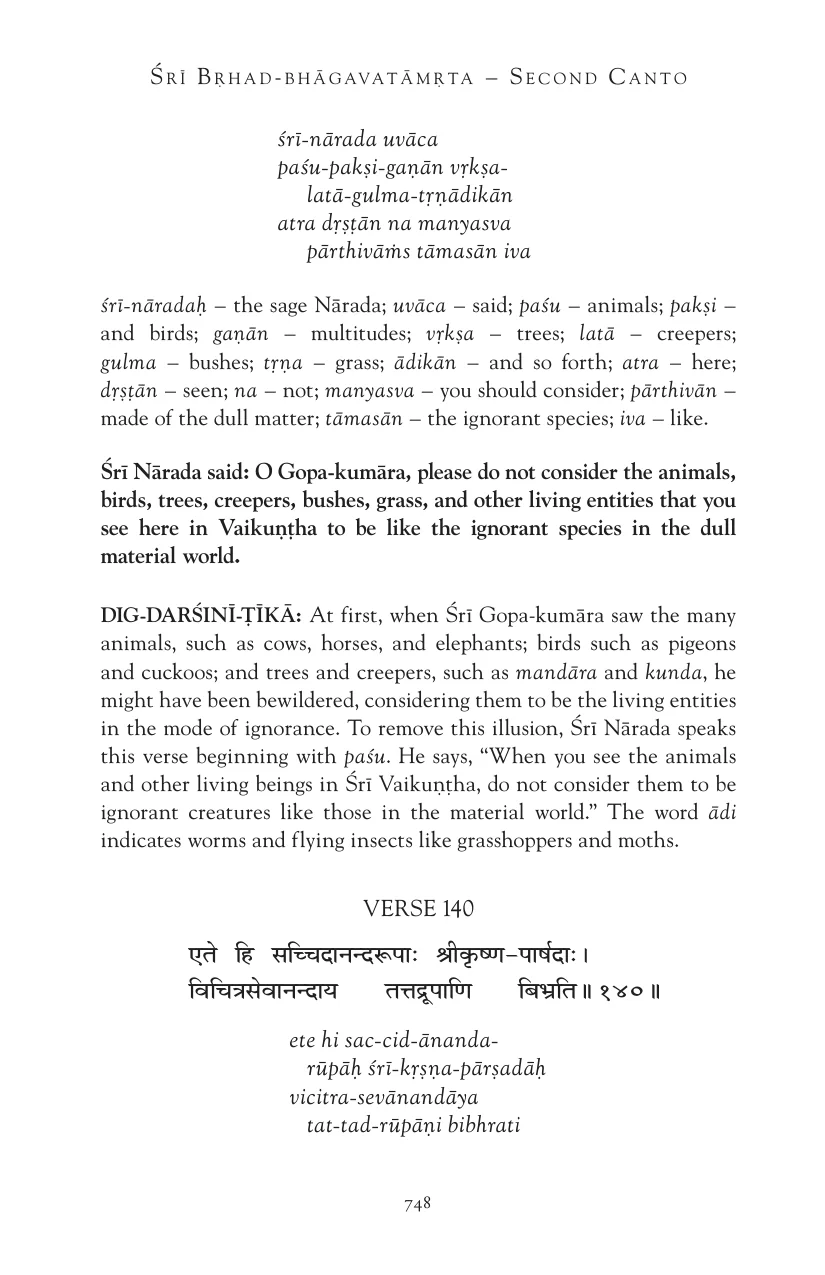 ŚRĪ BṚHAD-BHĀGAVATĀMṚTA – SECOND CANTO
śrī-nārada uvāca
paśu-pakṣi-gaṇān vṛkṣa-
latā-gulma-tṛṇādikān
atra dṛṣṭān na manyasva
pārthivāṁs tāmasān iva
śrī-nāradaḥ – the sage Nārada; uvāca – said; paśu – animals; pakṣi –
and birds; gaṇān – multitudes; vṛkṣa – trees; latā – creepers;
gulma – bushes; tṛṇa – grass; ādikān – and so forth; atra – here;
dṛṣṭān – seen; na – not; manyasva – you should consider; pārthivān –
made of the dull matter; tāmasān – the ignorant species; iva – like.
Śrī Nārada said: O Gopa-kumāra, please do not consider the animals,
birds, trees, creepers, bushes, grass, and other living entities that you
see here in Vaikuṇṭha to be like the ignorant species in the dull
material world.
DIG-DARŚINĪ-ṬĪKĀ: At first, when Śrī Gopa-kumāra saw the many
animals, such as cows, horses, and elephants; birds such as pigeons
and cuckoos; and trees and creepers, such as mandāra and kunda, he
might have been bewildered, considering them to be the living entities
in the mode of ignorance. To remove this illusion, Śrī Nārada speaks
this verse beginning with paśu. He says, “When you see the animals
and other living beings in Śrī Vaikuṇṭha, do not consider them to be
ignorant creatures like those in the material world.” The word ādi
indicates worms and flying insects like grasshoppers and moths.
VERSE 140
एते हि सच्चिदानन्दरूपाः श्रीकृष्ण-पार्षदाः।
विचित्रसेवानन्दाय तत्तद्रूपाणि बिभ्रति॥ १४०॥
ete hi sac-cid-ānanda-
rūpāḥ śrī-kṛṣṇa-pārṣadāḥ
vicitra-sevānandāya
tat-tad-rūpāṇi bibhrati
748